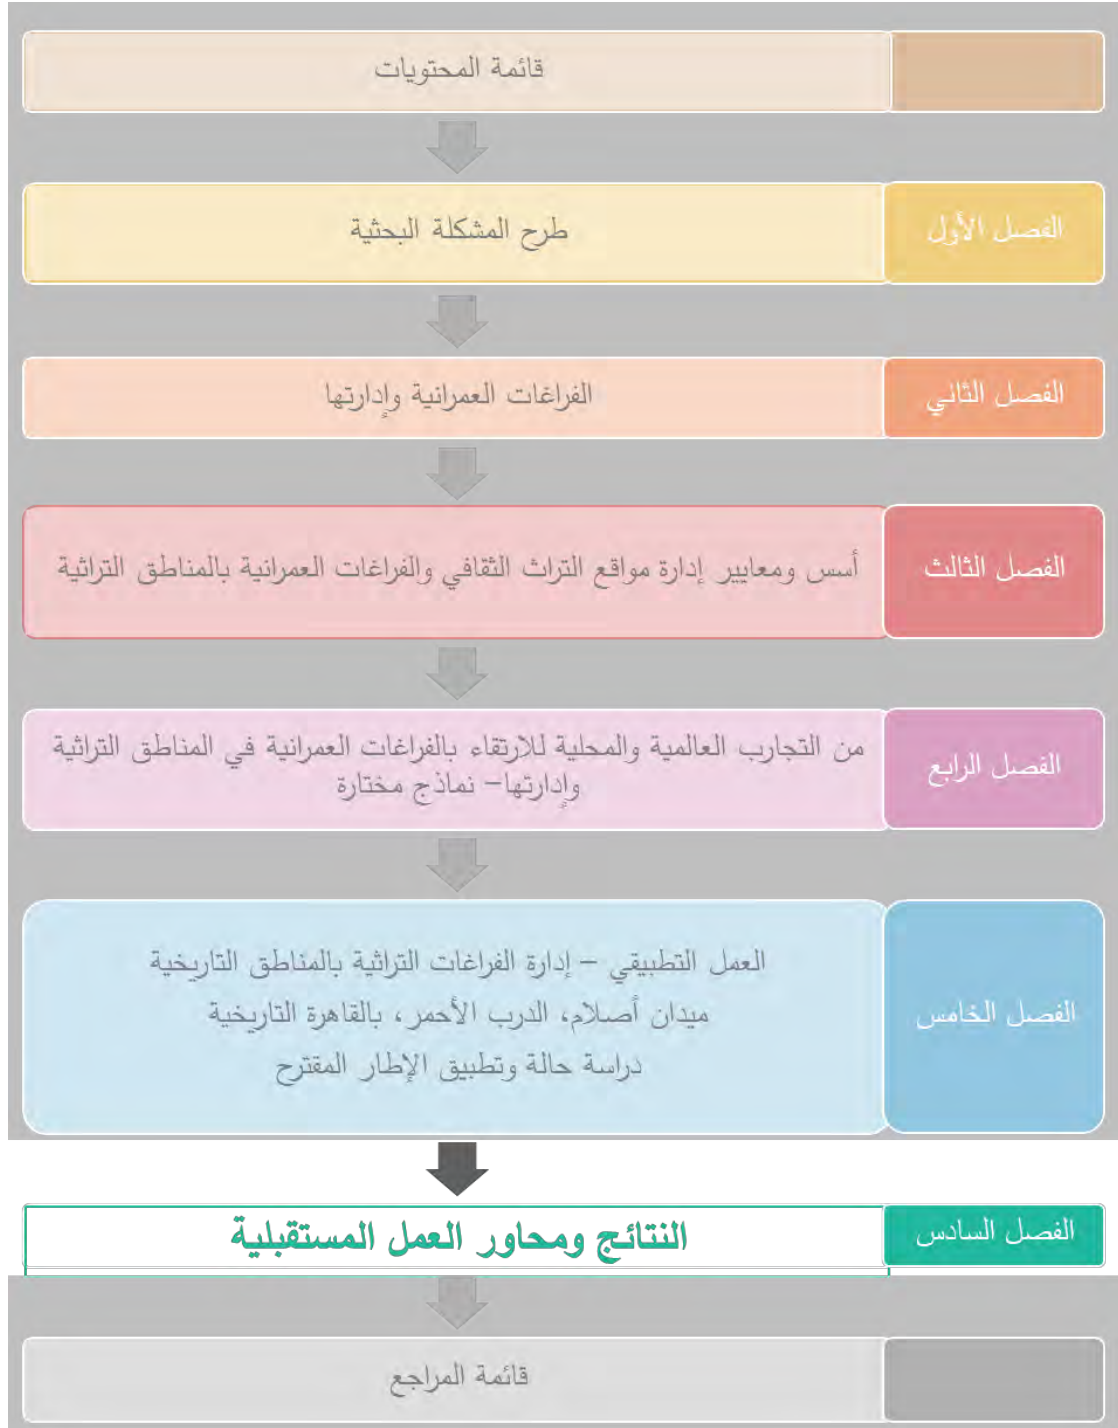 قائمة المحتويات
الفصل الأول
طرح المشكلة البحثية
الفصل الثاني
الفراغات العمرانية وإدارتها
الفصل الثالث
أسس ومعايير إدارة مواقع التراث الثقافي والفراغات العمرانية بالمناطق التراثية
الفصل الرابع
من التجارب العالمية والمحلية للارتقاء بالفراغات العمرانية في المناطق التراثية
وإدارتها– نماذج مختارة
الفصل الخامس
العمل التطبيقي – إدارة الفراغات التراثية بالمناطق التاريخية
ميدان أصلام، الدرب الأحمر، بالقاهرة التاريخية
دراسة حالة وتطبيق الإطار المقترح
الفصل السادس
النتائج ومحاور العمل المستقبلية
قائمة المراجع